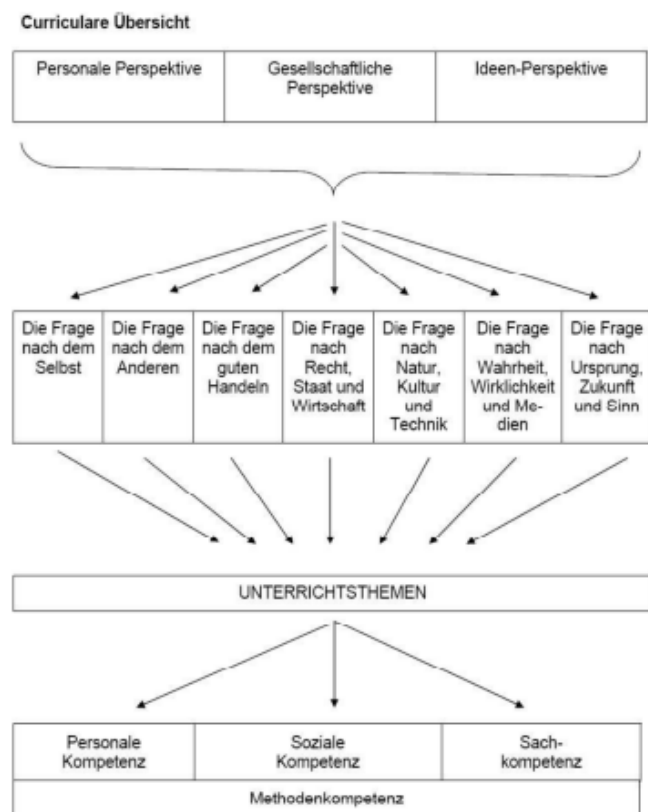 Curriculare Übersicht
Personale Perspektive
Gesellschaftliche
Perspektive
Ideen-Perspektive
Die Frage
nach dem
Selbst
Die Frage
nach dem
Anderen
Die Frage
nach dem
guten
Handeln
Die Frage
nach
Recht,
Staat und
Wirtschaft
Die Frage
nach
Natur,
Kultur
und
Technik
Die Frage
nach
Wahrheit,
Wirklichkeit
und Me-
dien
Die Frage
nach
Ursprung,
Zukunft
und Sinn
UNTERRICHTSTHEMEN
Personale
Kompetenz
Soziale
Kompetenz
Sach-
kompetenz
Methodenkompetenz